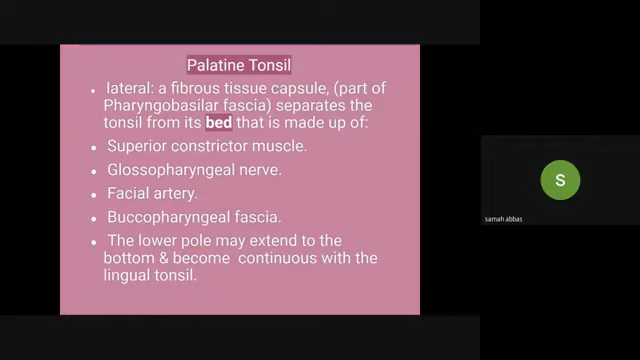 Palatine Tonsil
• lateral: a fibrous tissue capsule, (part of
Pharyngobasilar fascia) separates the
tonsil from its bed that is made up of:
• Superior constrictor muscle.
• Glossopharyngeal nerve.
• Facial artery.
• Buccopharyngeal fascia.
• The lower pole may extend to the
bottom & become continuous with the
lingual tonsil.
S
samah abbas